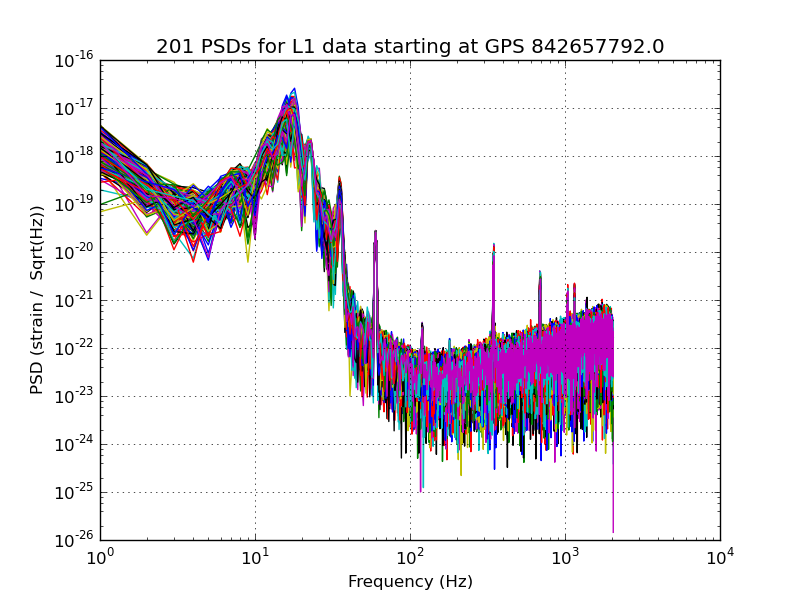 201 PSDs for L1 data starting at GPS 842657792.0
PSD (strain / Sqrt(Hz))
10^-16
10^-17
10^-18
10^-19
10^-20
10^-21
10^-22
10^-23
10^-24
10^-25
10^-26
10^0 10^1 10^2 10^3 10^4
Frequency (Hz)